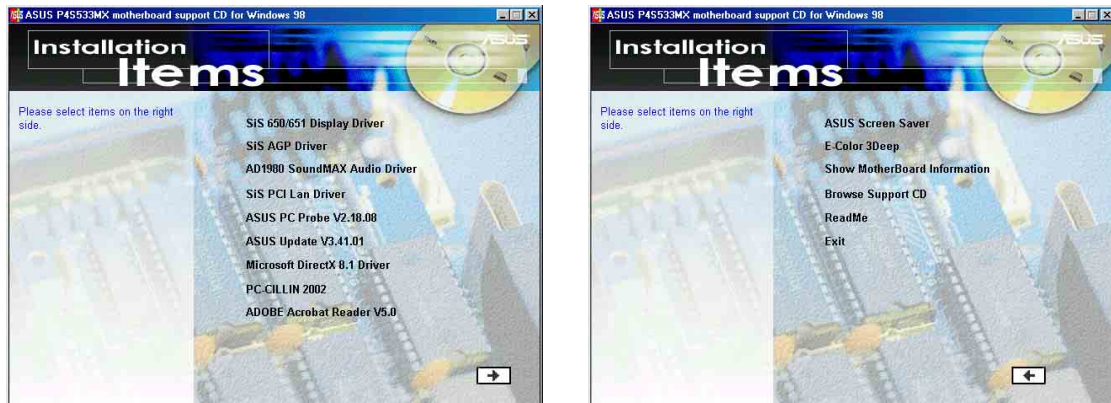 ASUS P4S533MX motherboard support CD for Windows 98
Installation
Items
ASUS
Please select items on the right
side.
SiS 650/651 Display Driver
SiS AGP Driver
AD1980 SoundMAX Audio Driver
SiS PCI Lan Driver
ASUS PC Probe V2.18.08
ASUS Update V3.41.01
Microsoft DirectX 8.1 Driver
PC-CILLIN 2002
ADOBE Acrobat Reader V5.0
ASUS P4S533MX motherboard support CD for Windows 98
Installation
Items
ASUS
Please select items on the right
side.
ASUS Screen Saver
E-Color 3Deep
Show MotherBoard Information
Browse Support CD
ReadMe
Exit